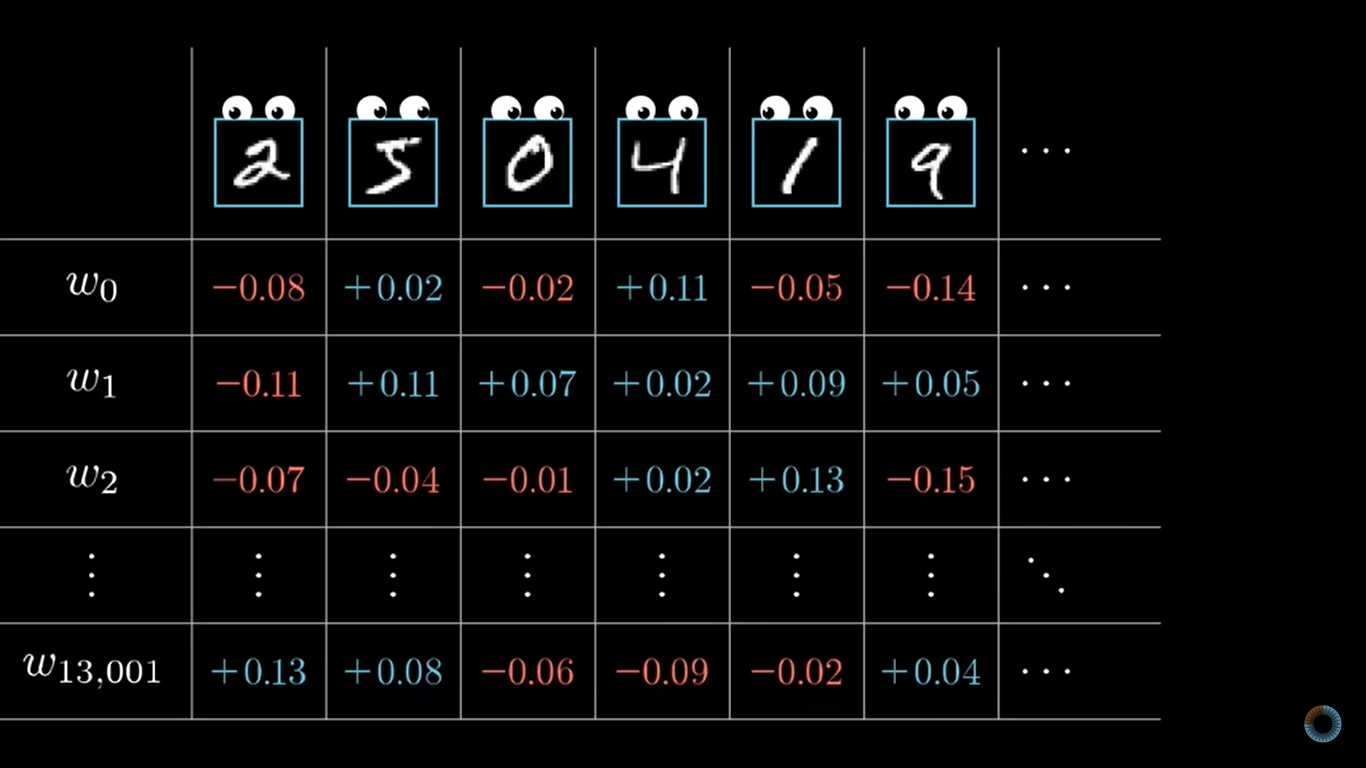 2 5 0 4 1 9 ⋯
w₀ −0.08 +0.02 −0.02 +0.11 −0.05 −0.14 ⋯
w₁ −0.11 +0.11 +0.07 +0.02 +0.09 +0.05 ⋯
w₂ −0.07 −0.04 −0.01 +0.02 +0.13 −0.15 ⋯
⋮ ⋮ ⋮ ⋮ ⋮ ⋮ ⋮ ⋱
w₁₃,₀₀₁ +0.13 +0.08 −0.06 −0.09 −0.02 +0.04 ⋯